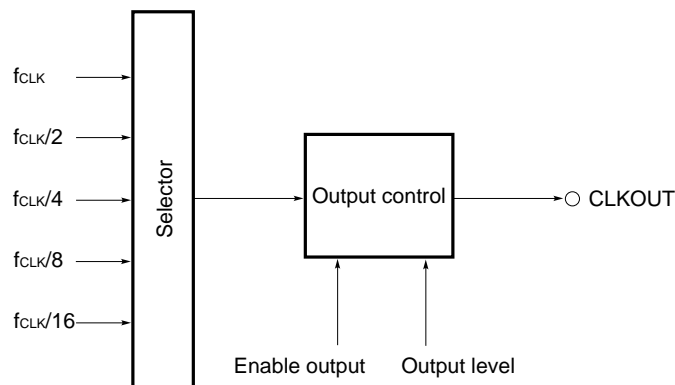 fCLK
fCLK/2
fCLK/4
fCLK/8
fCLK/16
Selector
Output control
CLKOUT
Enable output
Output level